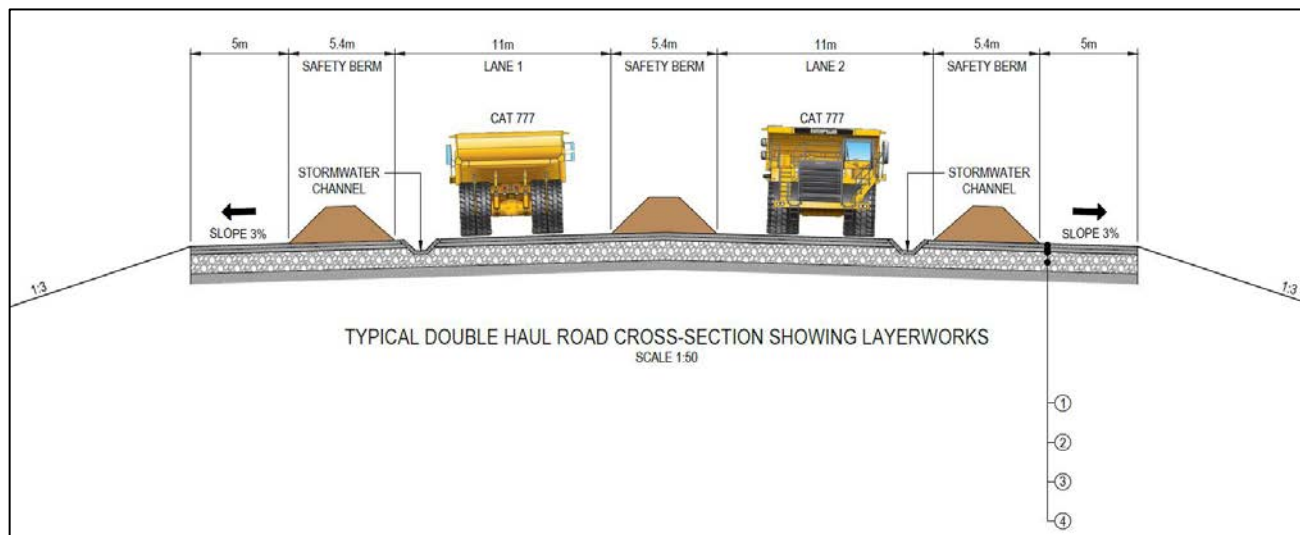 5m 5.4m 11m 5.4m 11m 5.4m 5m
SAFETY BERM LANE 1 SAFETY BERM LANE 2 SAFETY BERM
CAT 777 CAT 777
STORMWATER
CHANNEL
STORMWATER
CHANNEL
SLOPE 3% SLOPE 3%
1:3 1:3
TYPICAL DOUBLE HAUL ROAD CROSS-SECTION SHOWING LAYERWORKS
SCALE 1:50
1
2
3
4